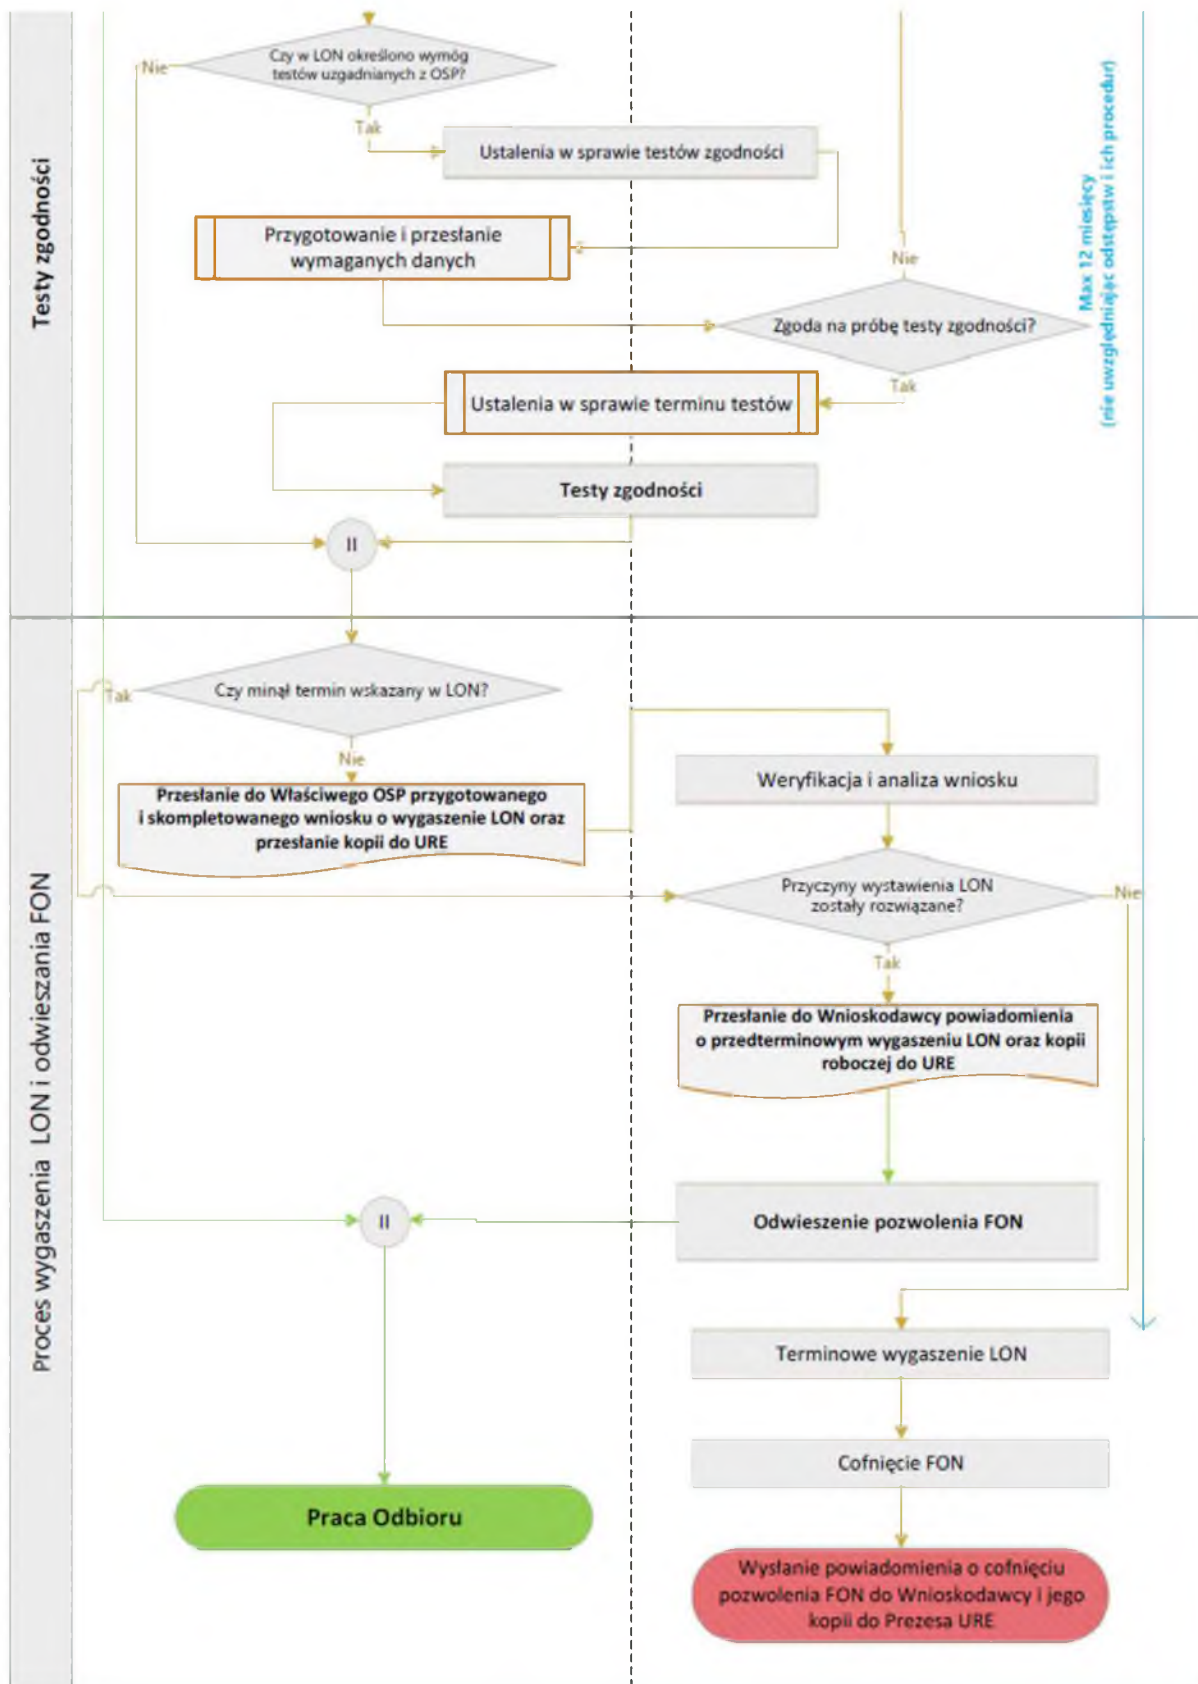 Testy zgodności
Czy w LON określono wymóg
testów uzgadnianych z OSP?
Nie
Tak
Ustalenia w sprawie testów zgodności
Przygotowanie i przesłanie
wymaganych danych
Nie
Zgoda na próbę testy zgodności?
Tak
Ustalenia w sprawie terminu testów
Testy zgodności
II
Max 12 miesięcy
(nie uwzględniając odstępstw i ich procedur)
Proces wygaszenia LON i odwieszania FON
Czy minął termin wskazany w LON?
Tak
Nie
Przesłanie do Właściwego OSP przygotowanego
i skompletowanego wniosku o wygaszenie LON oraz
przesłanie kopii do URE
Weryfikacja i analiza wniosku
Przyczyny wystawienia LON
zostały rozwiązane?
Nie
Tak
Przesłanie do Wnioskodawcy powiadomienia
o przedterminowym wygaszeniu LON oraz kopii
roboczej do URE
Odwieszenie pozwolenia FON
II
Terminowe wygaszenie LON
Cofnięcie FON
Praca Odbioru
Wysłanie powiadomienia o cofnięciu
pozwolenia FON do Wnioskodawcy i jego
kopii do Prezesa URE